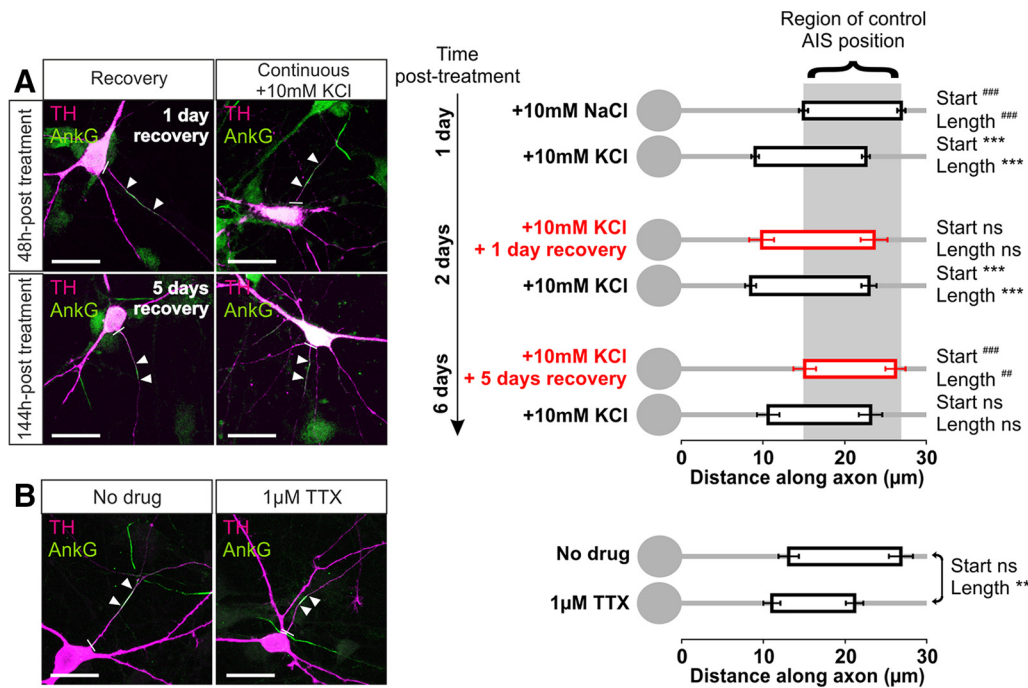 A
Recovery
Continuous
+10mM KCl
48h-post treatment
TH
AnkG
1 day
recovery
TH
AnkG
144h-post treatment
TH
AnkG
5 days
recovery
TH
AnkG
Time
post-treatment
1 day
2 days
6 days
Region of control
AIS position
+10mM NaCl
Start ###
Length ###
+10mM KCl
Start ***
Length ***
+10mM KCl
+ 1 day recovery
Start ns
Length ns
+10mM KCl
Start ***
Length ***
+10mM KCl
+ 5 days recovery
Start ###
Length ##
+10mM KCl
Start ns
Length ns
0 10 20 30
Distance along axon (µm)
B
No drug
1µM TTX
TH
AnkG
TH
AnkG
No drug
1µM TTX
Start ns
Length **
0 10 20 30
Distance along axon (µm)